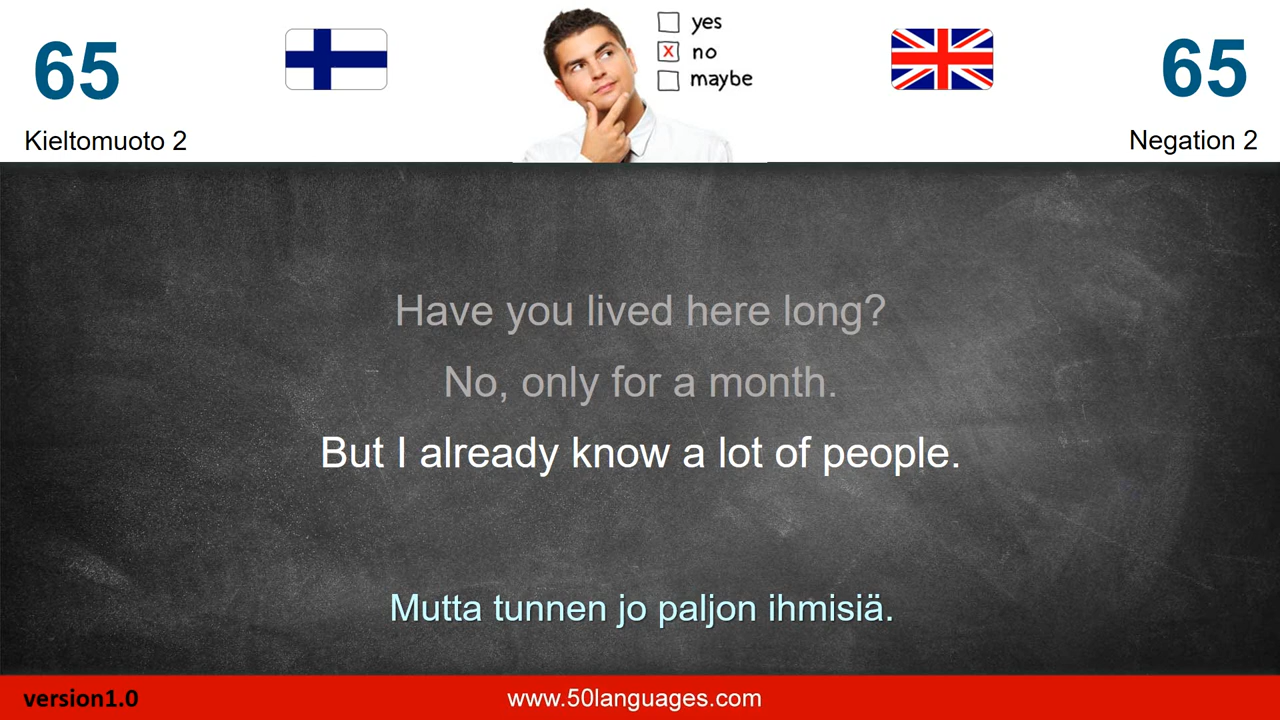 65
65
yes
no
maybe
Kieltomuoto 2
Negation 2
Have you lived here long?
No, only for a month.
But I already know a lot of people.
Mutta tunnen jo paljon ihmisiä.
version1.0
www.50languages.com